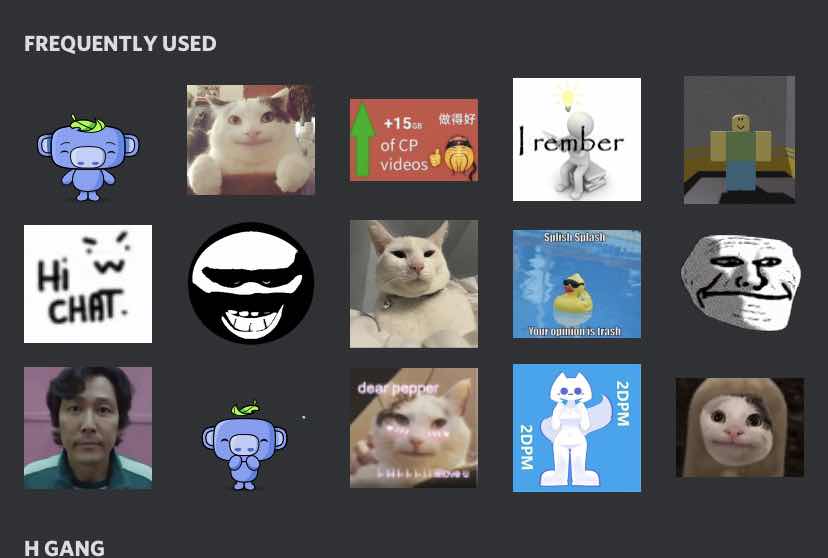 FREQUENTLY USED
+15GB 做得好
of CP
videos
I rember
Hi
CHAT.
Splish Splash
Your opinion is trash
dear pepper
i love u
2DPM
2DPM
H GANG